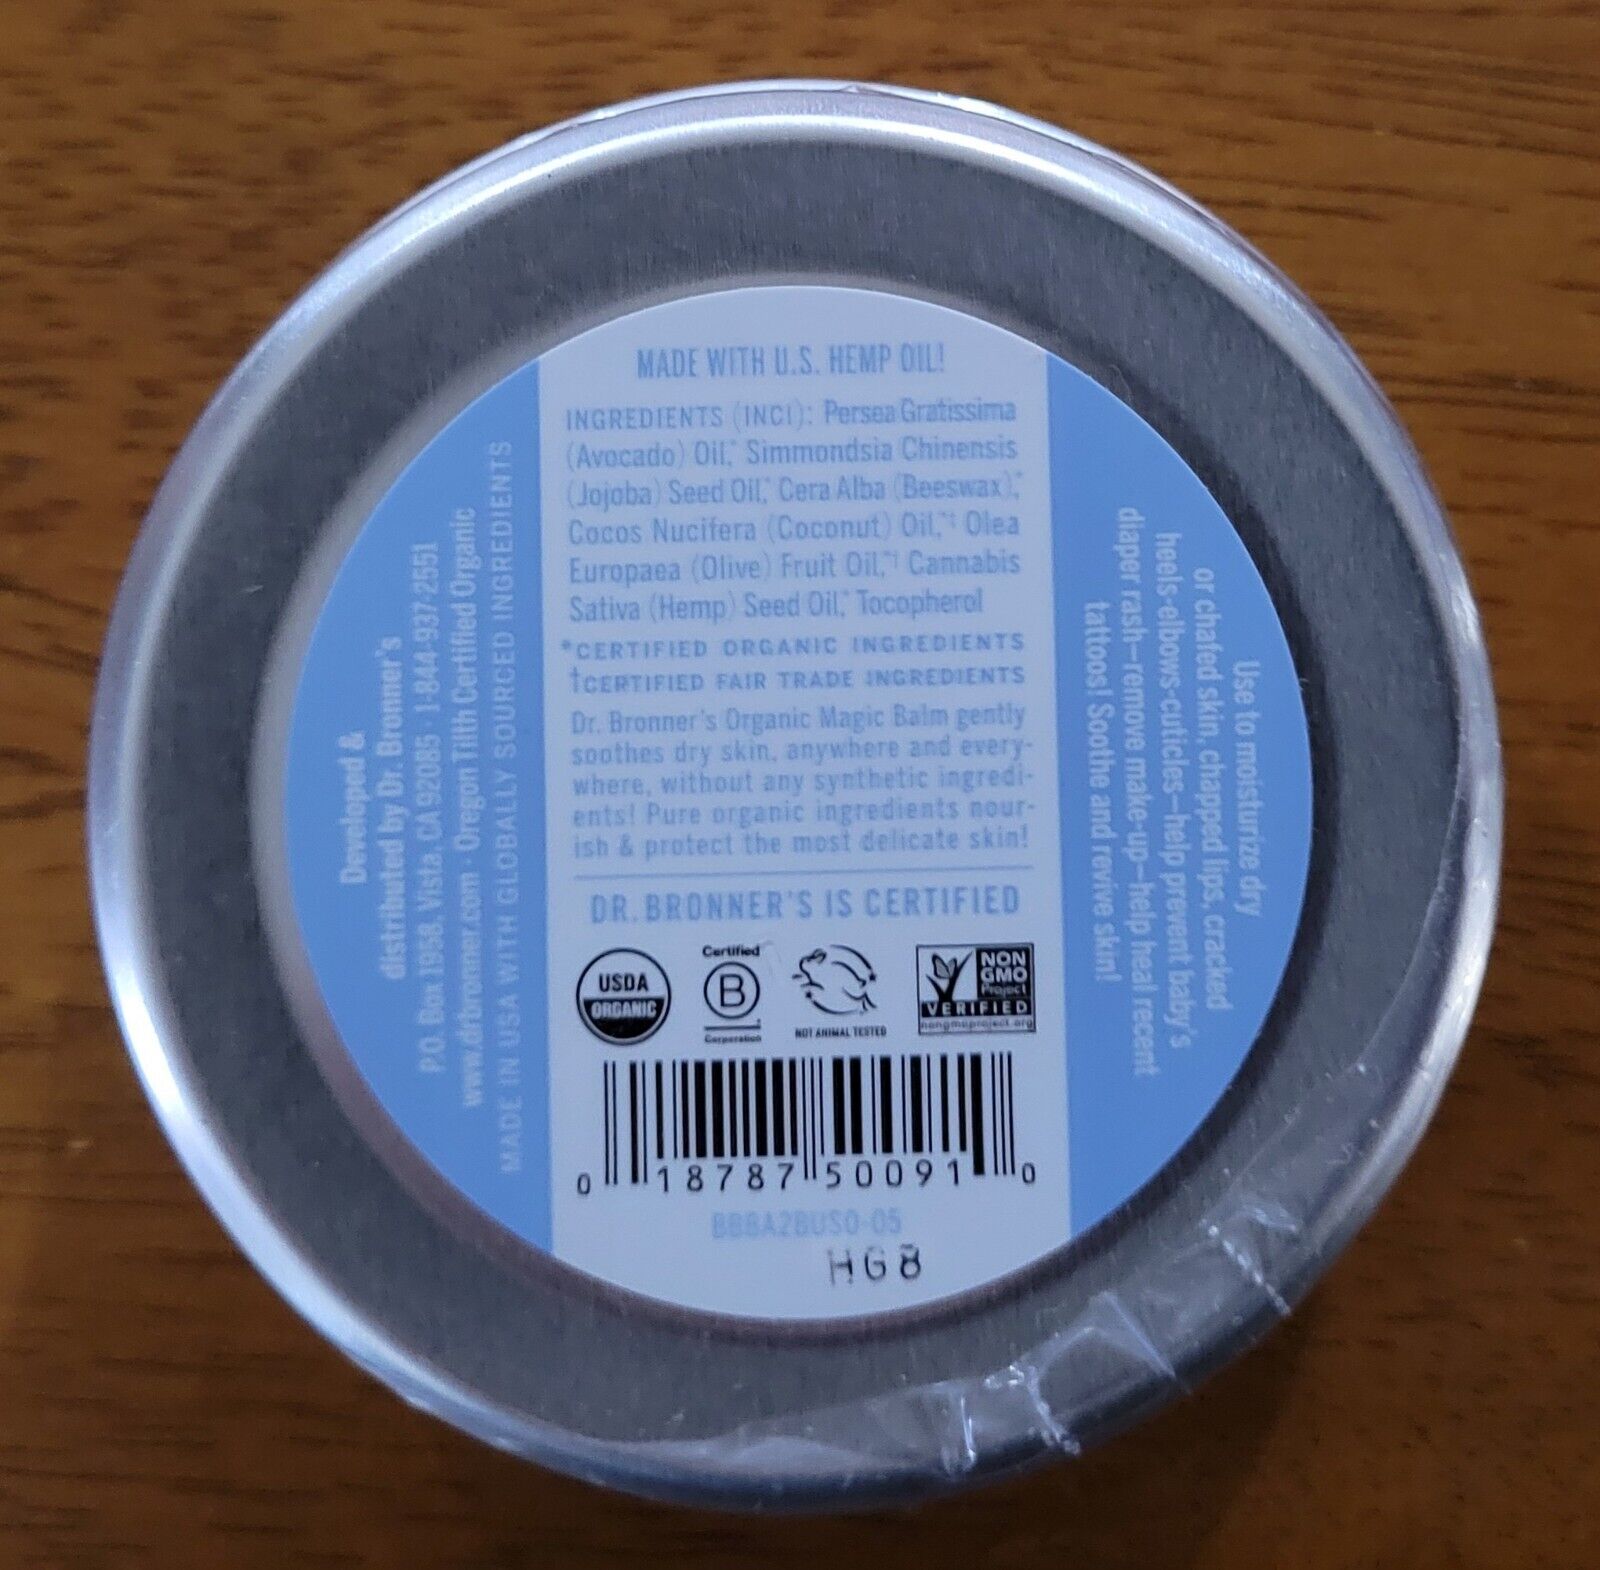 MADE WITH U.S. HEMP OIL!
INGREDIENTS (INCI): Persea Gratissima
(Avocado) Oil,* Simmondsia Chinensis
(Jojoba) Seed Oil,* Cera Alba (Beeswax),*
Cocos Nucifera (Coconut) Oil,*† Olea
Europaea (Olive) Fruit Oil,*† Cannabis
Sativa (Hemp) Seed Oil,* Tocopherol
*CERTIFIED ORGANIC INGREDIENTS
†CERTIFIED FAIR TRADE INGREDIENTS
Dr. Bronner's Organic Magic Balm gently
soothes dry skin, anywhere and every-
where, without any synthetic ingredi-
ents! Pure organic ingredients nour-
ish & protect the most delicate skin!
DR. BRONNER'S IS CERTIFIED
USDA
ORGANIC
Certified
B
Corporation
NOT ANIMAL TESTED
NON
GMO
Project
VERIFIED
nongmoproject.org
0 18787 50091 0
BBBA2BUS0-05
HG8
Developed &
distributed by Dr. Bronner's
P.O. Box 1958, Vista, CA 92085 · 1-844-937-2551
www.drbronner.com · Oregon Tilth Certified Organic
MADE IN USA WITH GLOBALLY SOURCED INGREDIENTS
Use to moisturize dry
or chafed skin, chapped lips, cracked
heels-elbows-cuticles—help prevent baby's
diaper rash—remove make-up—help heal recent
tattoos! Soothe and revive skin!